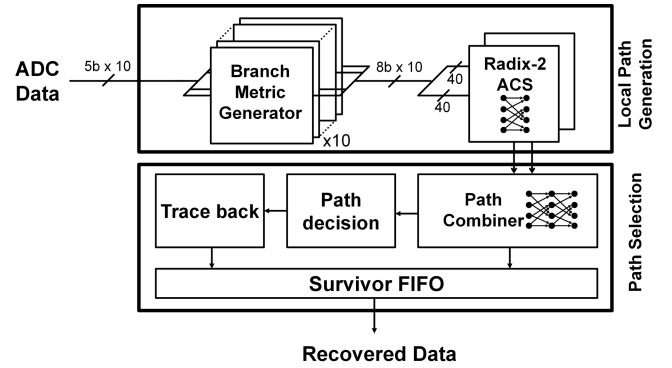 ADC
Data
5b x 10
Branch
Metric
Generator
x10
8b x 10
40
40
Radix-2
ACS
Local Path
Generation
Trace back
Path
decision
Path
Combiner
Survivor FIFO
Path Selection
Recovered Data